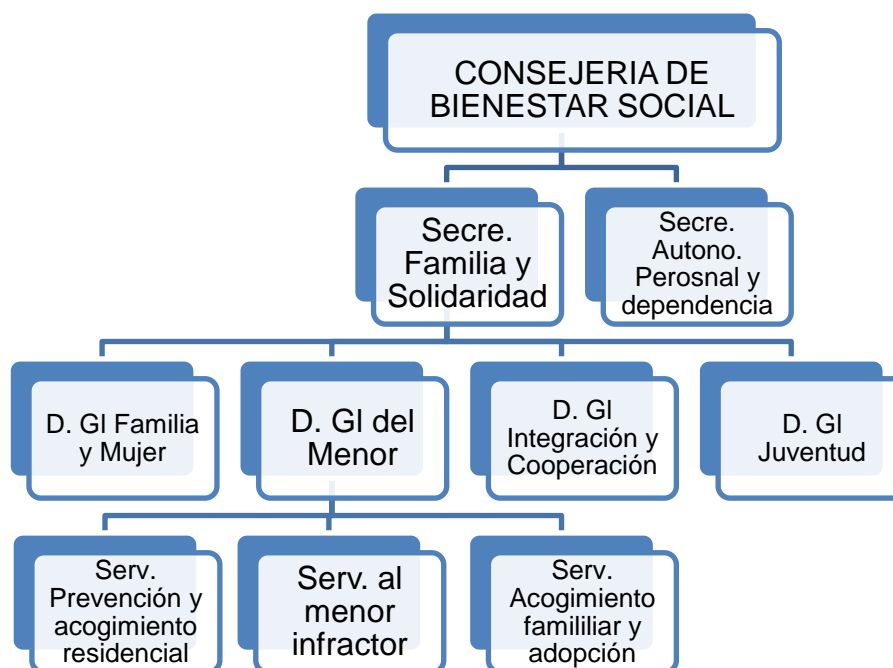 CONSEJERIA DE
BIENESTAR SOCIAL
Secre.
Familia y
Solidaridad
Secre.
Autono.
Perosnal y
dependencia
D. Gl Familia
y Mujer
D. Gl del
Menor
D. Gl
Integración y
Cooperación
D. Gl
Juventud
Serv.
Prevención y
acogimiento
residencial
Serv. al
menor
infractor
Serv.
Acogimiento
famililiar y
adopción